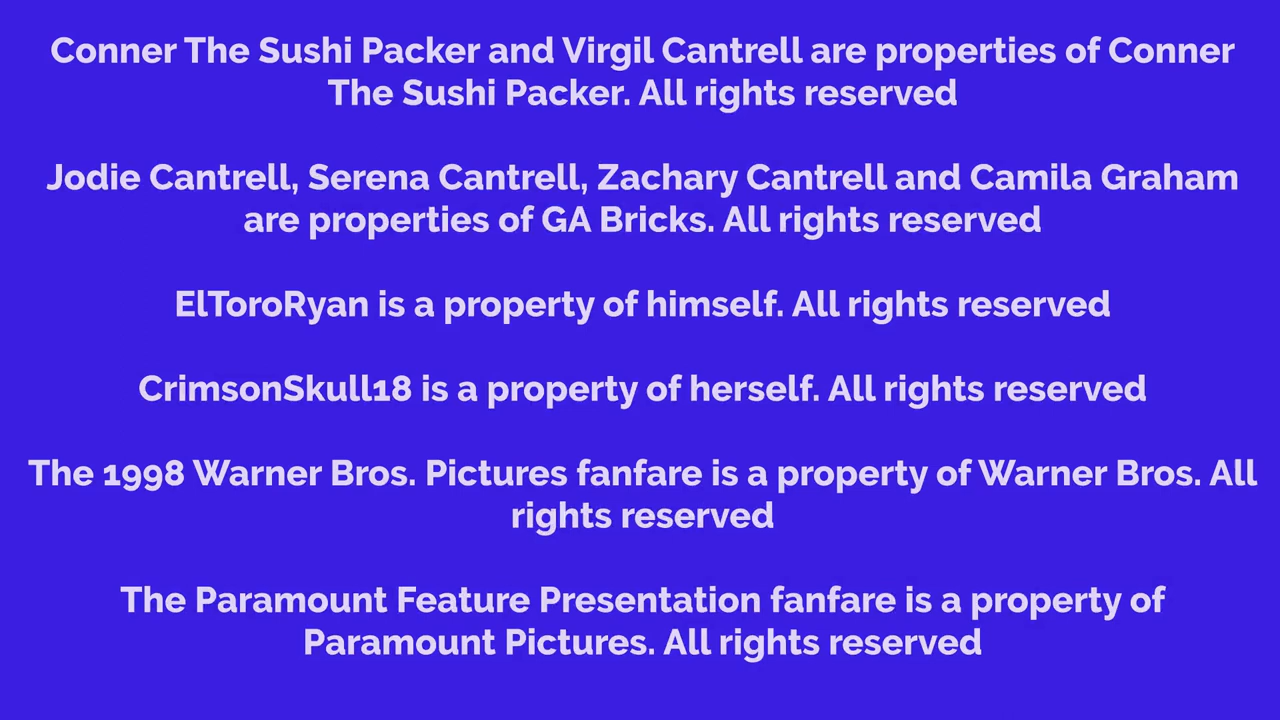 Conner The Sushi Packer and Virgil Cantrell are properties of Conner
The Sushi Packer. All rights reserved
Jodie Cantrell, Serena Cantrell, Zachary Cantrell and Camila Graham
are properties of GA Bricks. All rights reserved
ElToroRyan is a property of himself. All rights reserved
CrimsonSkull18 is a property of herself. All rights reserved
The 1998 Warner Bros. Pictures fanfare is a property of Warner Bros. All
rights reserved
The Paramount Feature Presentation fanfare is a property of
Paramount Pictures. All rights reserved